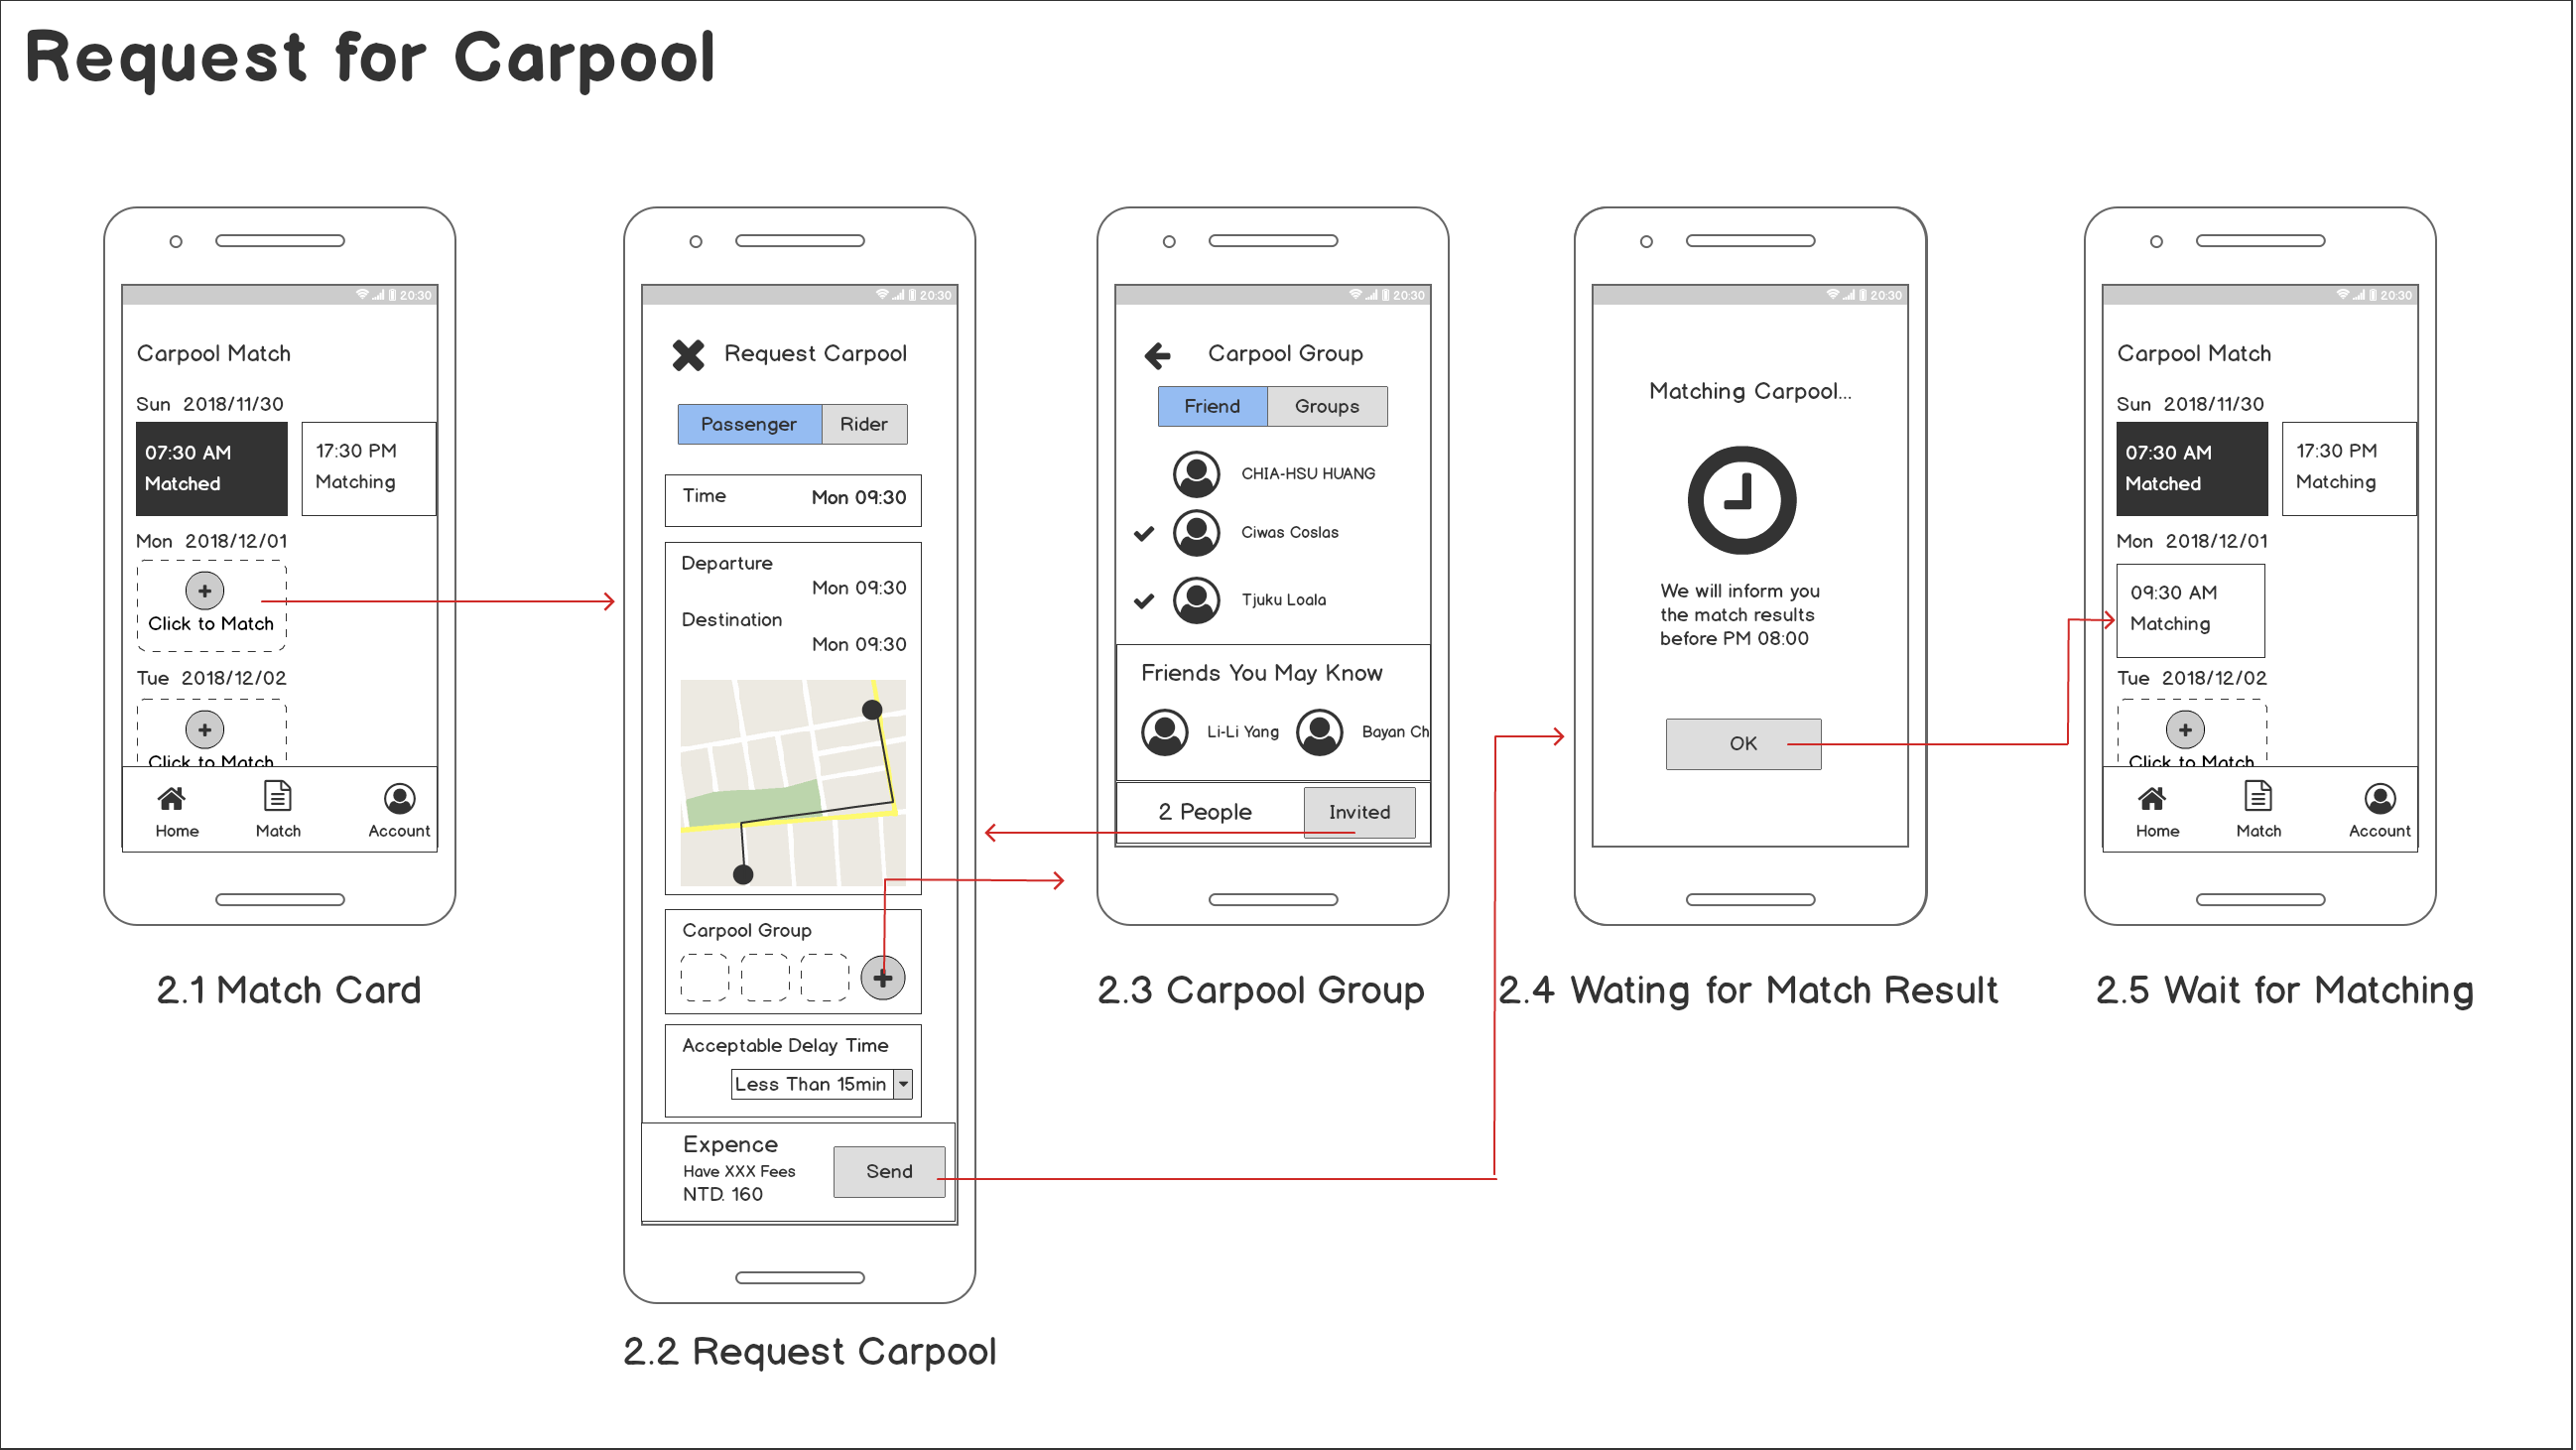 Request for Carpool
20:30
Carpool Match
Sun 2018/11/30
07:30 AM
Matched
17:30 PM
Matching
Mon 2018/12/01
Click to Match
Tue 2018/12/02
Click to Match
Home
Match
Account
2.1 Match Card
20:30
Request Carpool
Passenger
Rider
Time
Mon 09:30
Departure
Mon 09:30
Destination
Mon 09:30
Carpool Group
Acceptable Delay Time
Less Than 15min
Expence
Have XXX Fees
NTD. 160
Send
2.2 Request Carpool
20:30
Carpool Group
Friend
Groups
CHIA-HSU HUANG
Ciwas Coslas
Tjuku Loala
Friends You May Know
Li-Li Yang
Bayan Ch
2 People
Invited
2.3 Carpool Group
20:30
Matching Carpool...
We will inform you
the match results
before PM 08:00
OK
2.4 Wating for Match Result
20:30
Carpool Match
Sun 2018/11/30
07:30 AM
Matched
17:30 PM
Matching
Mon 2018/12/01
09:30 AM
Matching
Tue 2018/12/02
Click to Match
Home
Match
Account
2.5 Wait for Matching